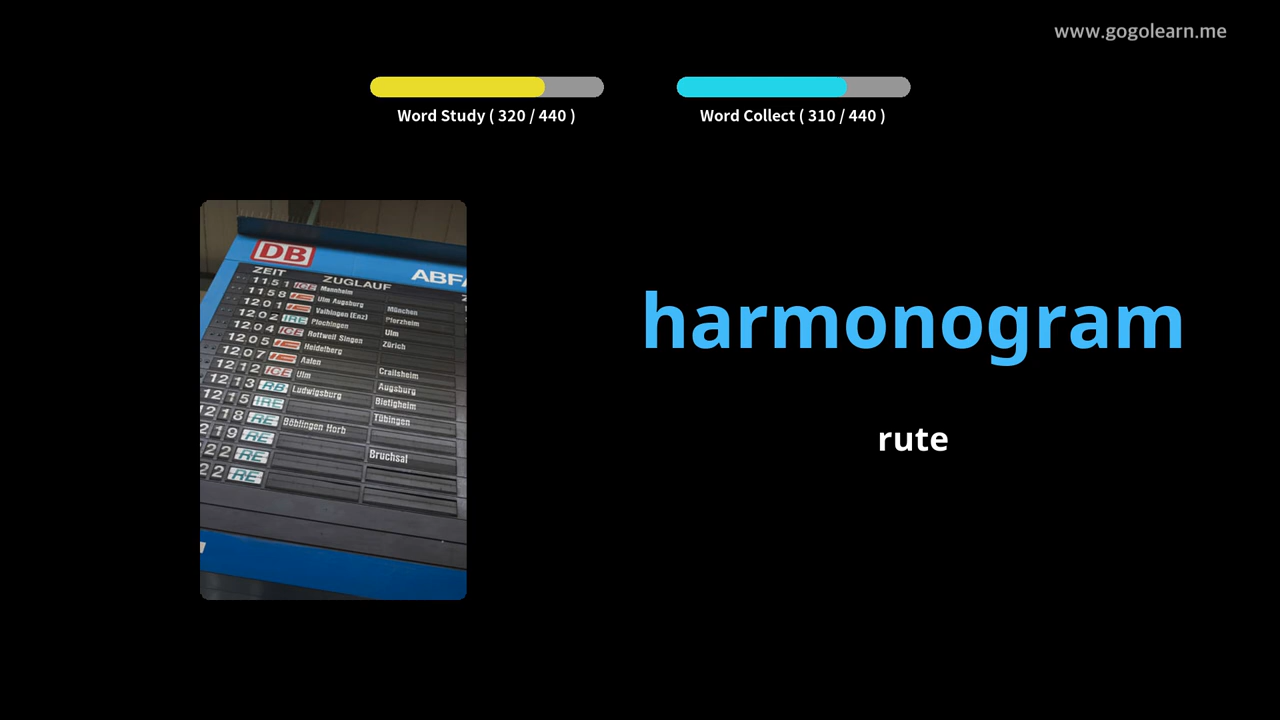 www.gogolearn.me
Word Study ( 320 / 440 )
Word Collect ( 310 / 440 )
DB
ZEIT ZUGLAUF ABFA
1151 ICE Mannheim
1158 Ulm Augsburg München
1201 Vaihingen (Enz) Pforzheim
1202 IRE Plochingen Ulm
1204 ICE Rottweil Singen Zürich
1205 Heidelberg
1207 Aalen Crailsheim
1212 ICE Ulm Augsburg
1213 RB Ludwigsburg Bietigheim
1215 IRE Tübingen
1218 RE Böblingen Horb
219 RE Bruchsal
22 RE
22 RE
harmonogram
rute